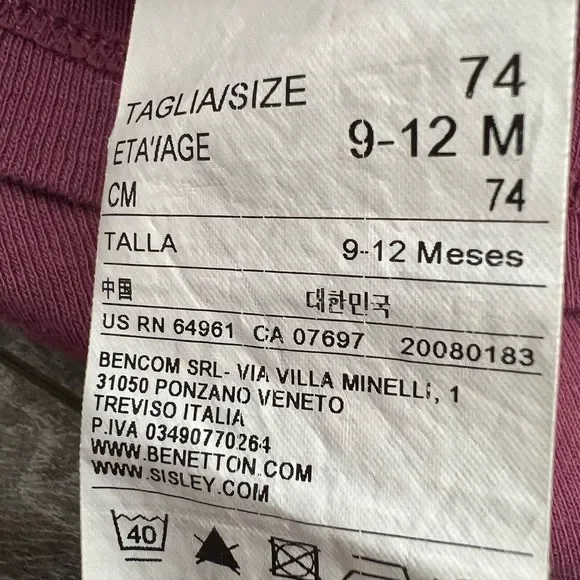 TAGLIA/SIZE 74
ETA'/AGE 9-12 M
CM 74
TALLA 9-12 Meses
中国 대한민국
US RN 64961 CA 07697 20080183
BENCOM SRL- VIA VILLA MINELLI, 1
31050 PONZANO VENETO
TREVISO ITALIA
P.IVA 03490770264
WWW.BENETTON.COM
WWW.SISLEY.COM
40